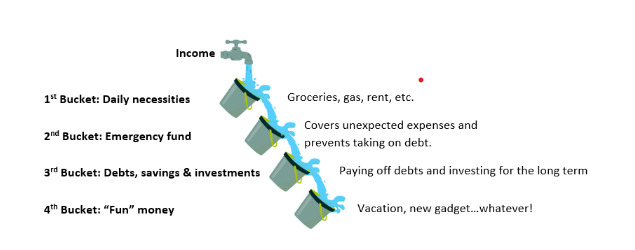 Income
1st Bucket: Daily necessities
Groceries, gas, rent, etc.
2nd Bucket: Emergency fund
Covers unexpected expenses and
prevents taking on debt.
3rd Bucket: Debts, savings & investments
Paying off debts and investing for the long term
4th Bucket: “Fun” money
Vacation, new gadget…whatever!